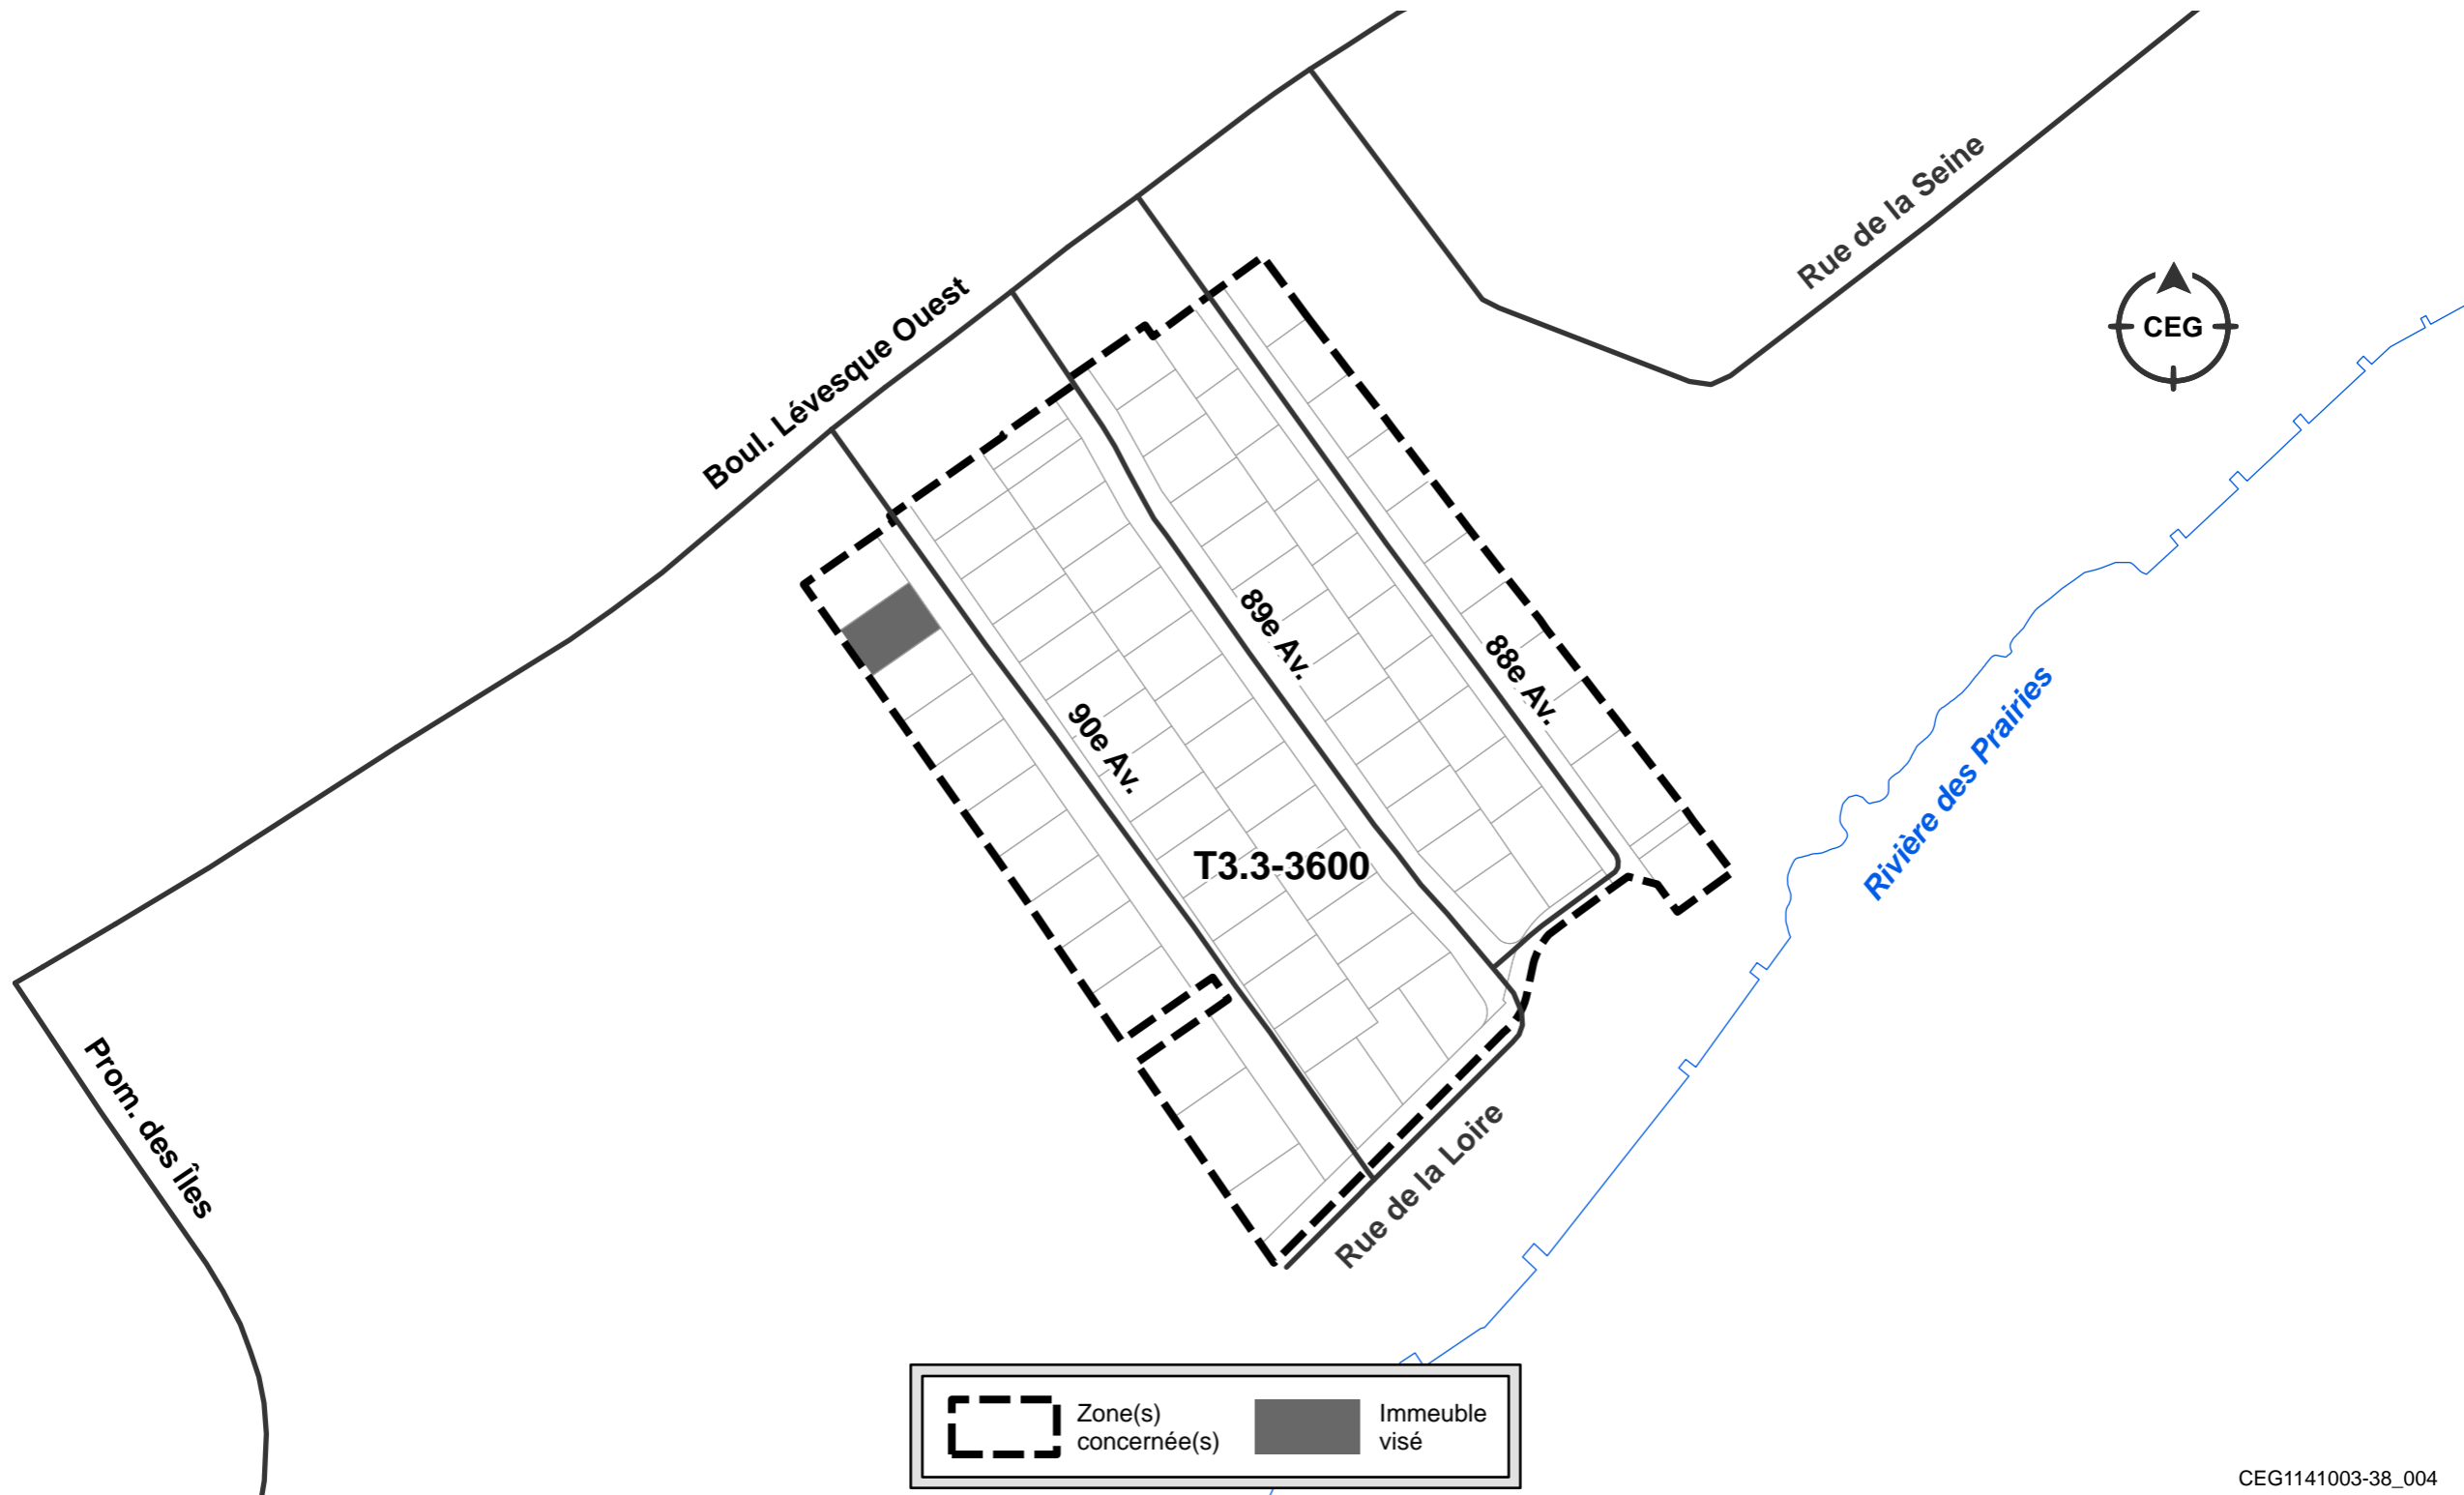 Rue de la Seine
Boul. Lévesque Ouest
CEG
89e Av.
88e Av.
90e Av.
Rivière des Prairies
T3.3-3600
Prom. des Îles
Rue de la Loire
Zone(s)
concernée(s)
Immeuble
visé
CEG1141003-38_004